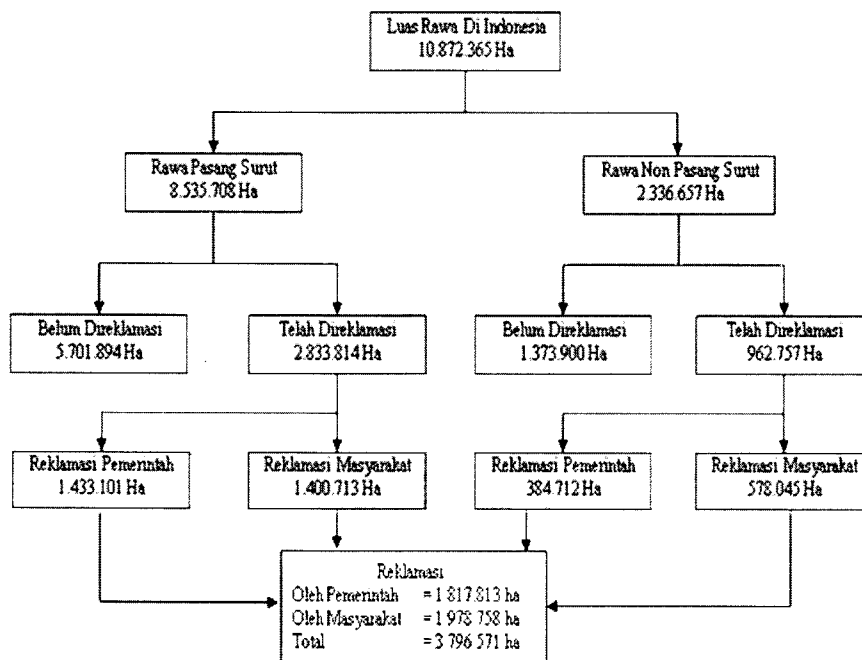 Luas Rawa Di Indonesia
10.872.365 Ha
Rawa Pasang Surut
8.535.708 Ha
Rawa Non Pasang Surut
2.336.657 Ha
Belum Direklamasi
5.701.894 Ha
Telah Direklamasi
2.833.814 Ha
Belum Direklamasi
1.373.900 Ha
Telah Direklamasi
962.757 Ha
Reklamasi Pemerintah
1.433.101 Ha
Reklamasi Masyarakat
1.400.713 Ha
Reklamasi Pemerintah
384.712 Ha
Reklamasi Masyarakat
578.045 Ha
Reklamasi
Oleh Pemerintah = 1 817.813 ha
Oleh Masyarakat = 1 978 758 ha
Total = 3 796 571 ha